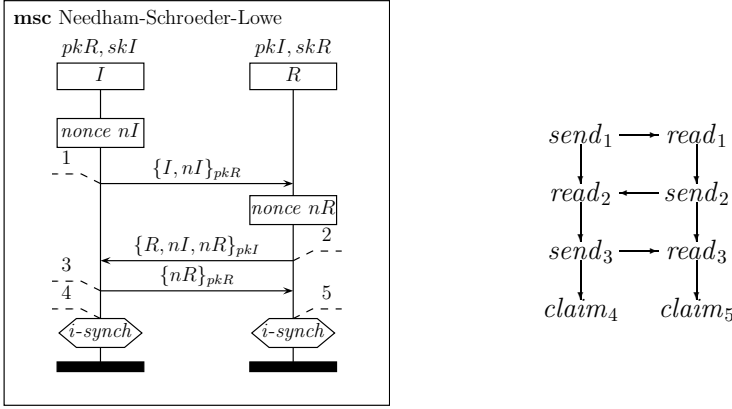 msc Needham-Schroeder-Lowe
pkR, skI
pkI, skR
I
R
nonce nI
1
{I, nI}pkR
nonce nR
{R, nI, nR}pkI
2
3
{nR}pkR
4
5
i-synch
i-synch
send1
read1
read2
send2
send3
read3
claim4
claim5